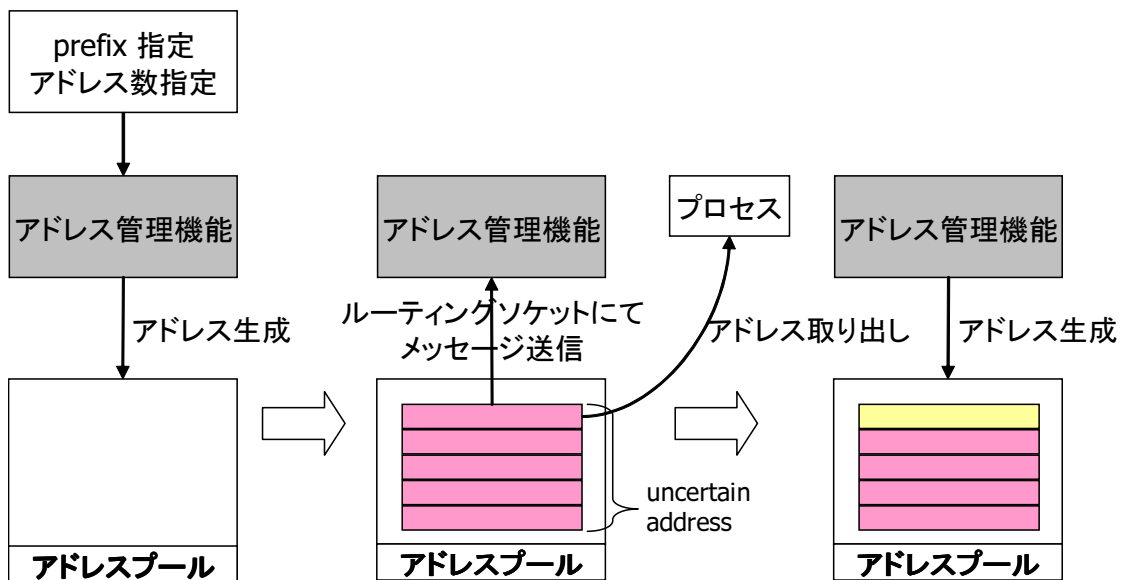 prefix 指定
アドレス数指定
アドレス管理機能
アドレス生成
アドレスプール
アドレス管理機能
プロセス
ルーティングソケットにて
メッセージ送信
アドレス取り出し
uncertain
address
アドレスプール
アドレス管理機能
アドレス生成
アドレスプール